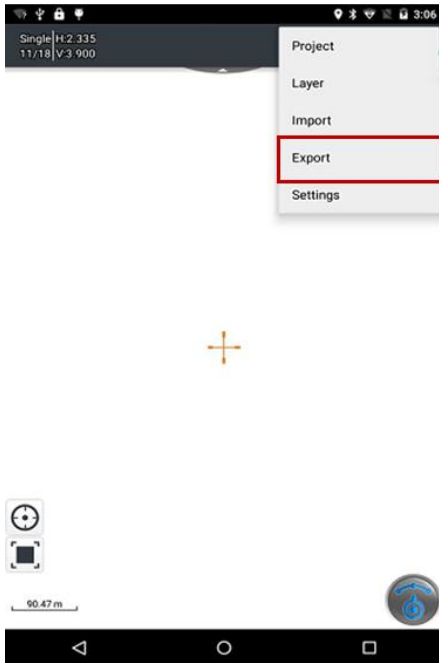 3:06
Single H:2.335
11/18 V:3.900
Project
Layer
Import
Export
Settings
90.47 m